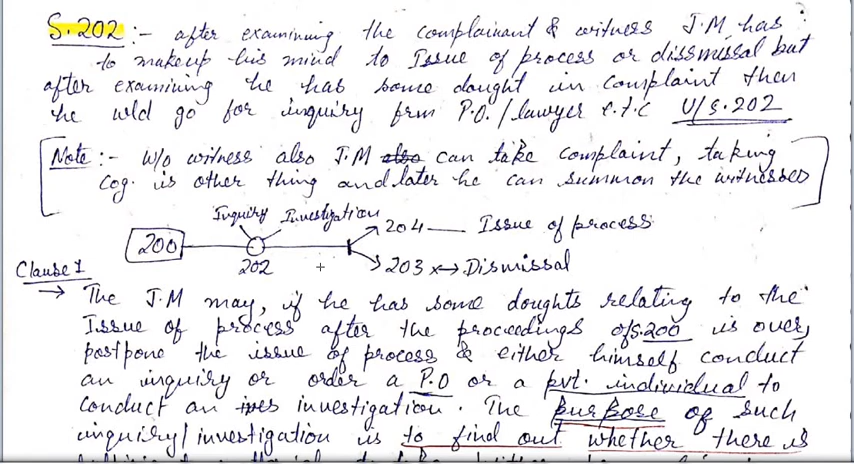 S.202 :- after examining the complainant & witness J.M has
to makeup his mind to Issue of process or dissmissal but
after examining he has some dought in complaint then
he wld go for inquiry frm P.O./lawyer e.t.c U/s.202
Note :- w/o witness also J.M also can take complaint, taking
Cog. is other thing and later he can summon the witnesses
Inquiry Investigation
204 — Issue of process
200
202
203 x→ Dismissal
Clause 1
→ The J.M may, if he has some doughts relating to the
Issue of process after the proceedings of s.200 is over,
postpone the issue of process & either himself conduct
an inquiry or order a P.O or a pvt. individual to
conduct an investigation. The purpose of such
inquiry/investigation is to find out whether there is